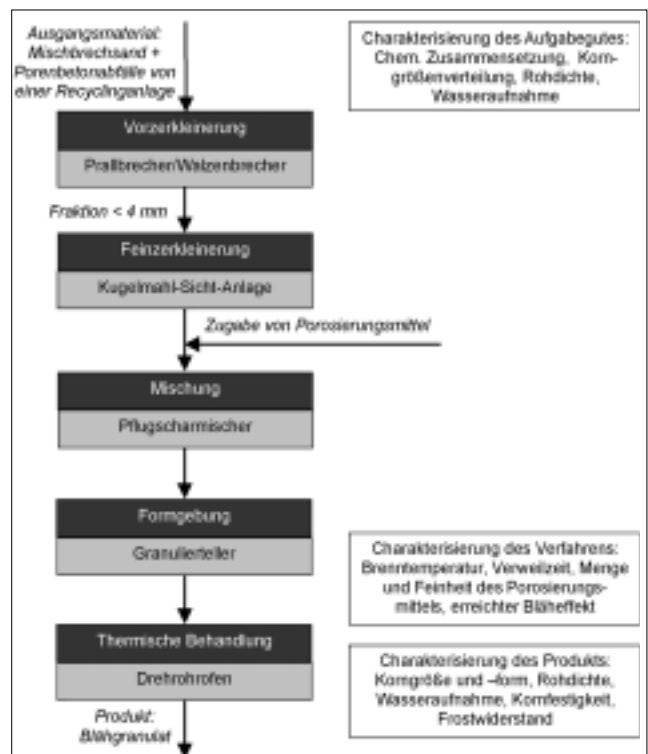 Ausgangsmaterial:
Mischbrechsand +
Porenbetonabfälle von
einer Recyclinganlage
Charakterisierung des Aufgabegutes:
Chem. Zusammensetzung, Korn-
größenverteilung, Rohdichte,
Wasseraufnahme
Vorzerkleinerung
Prallbrecher/Walzenbrecher
Fraktion < 4 mm
Feinzerkleinerung
Kugelmahl-Sicht-Anlage
Zugabe von Porosierungsmittel
Mischung
Pflugscharmischer
Formgebung
Granulierteller
Charakterisierung des Verfahrens:
Brenntemperatur, Verweilzeit, Menge
und Feinheit des Porosierungs-
mittels, erreichter Bläheffekt
Thermische Behandlung
Drehrohrofen
Charakterisierung des Produkts:
Korngröße und –form, Rohdichte,
Wasseraufnahme, Kornfestigkeit,
Frostwiderstand
Produkt:
Blähgranulat